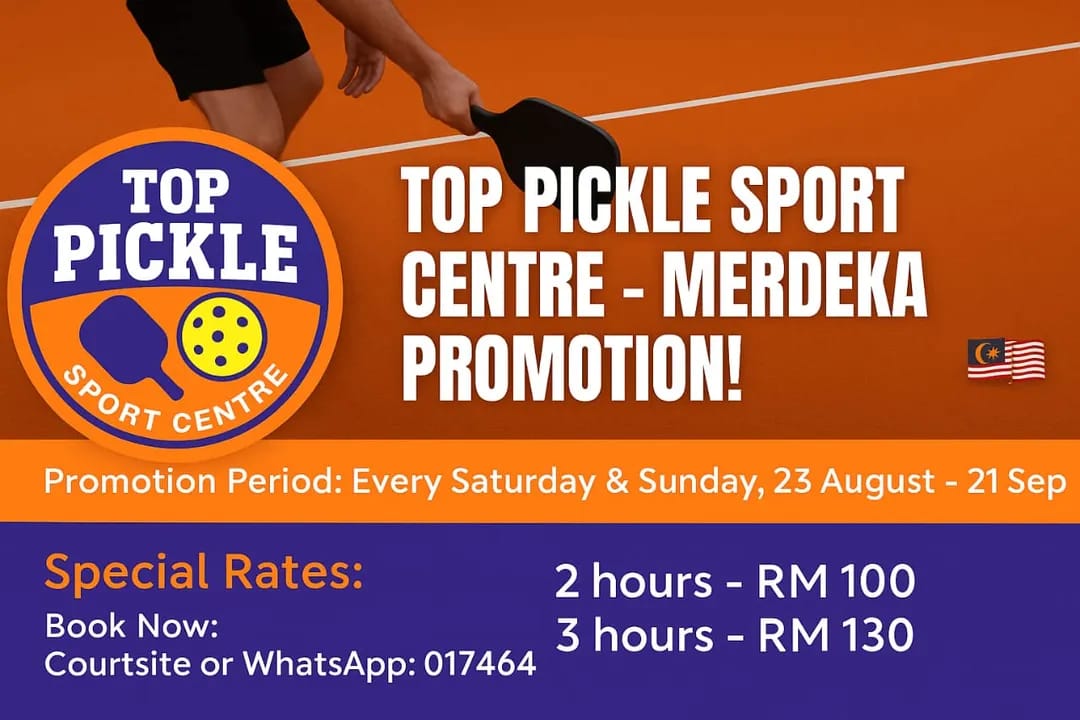 TOP
PICKLE
SPORT CENTRE
TOP PICKLE SPORT
CENTRE - MERDEKA
PROMOTION!
Promotion Period: Every Saturday & Sunday, 23 August - 21 Sep
Special Rates:
2 hours - RM 100
3 hours - RM 130
Book Now:
Courtsite or WhatsApp: 017464